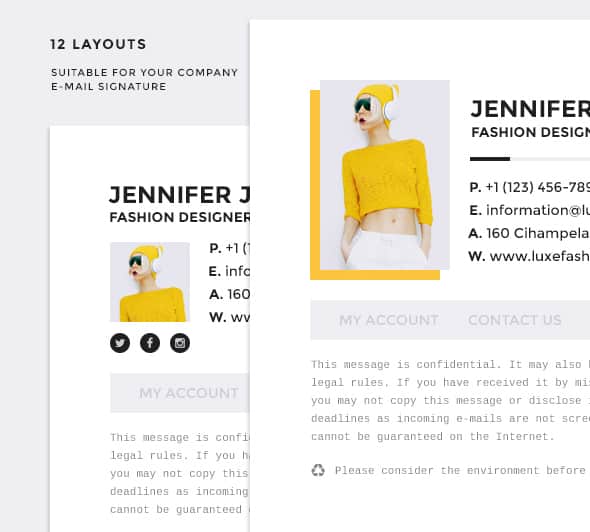 12 LAYOUTS
SUITABLE FOR YOUR COMPANY
E-MAIL SIGNATURE
JENNIFER J
FASHION DESIGNER
P. +1 (1
E. info
A. 160
W. ww
MY ACCOUNT
This message is confi
legal rules. If you h
you may not copy this
deadlines as incoming
cannot be guaranteed
JENNIFER
FASHION DESIGN
P. +1 (123) 456-789
E. information@lu
A. 160 Cihampela
W. www.luxefash
MY ACCOUNT CONTACT US
This message is confidential. It may also
legal rules. If you have received it by mi
you may not copy this message or disclose
deadlines as incoming e-mails are not scre
cannot be guaranteed on the Internet.
Please consider the environment before